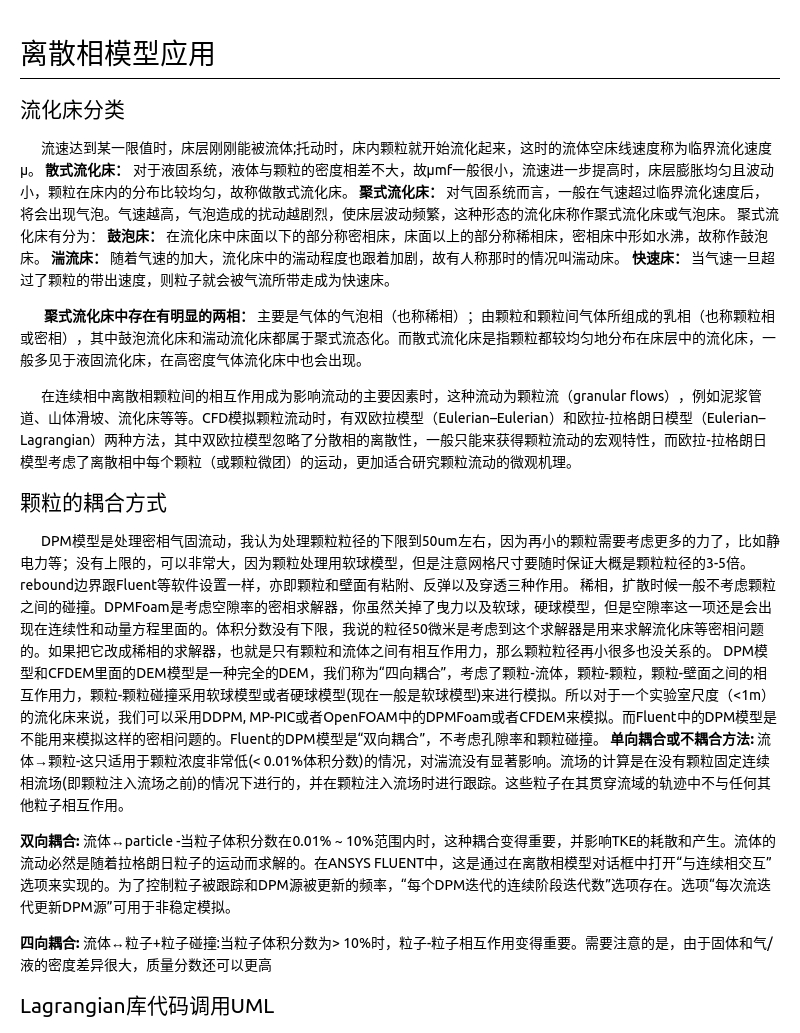 离散相模型应用
流化床分类
流速达到某一限值时，床层刚刚能被流体;托动时，床内颗粒就开始流化起来，这时的流体空床线速度称为临界流化速度
μ。 散式流化床： 对于液固系统，液体与颗粒的密度相差不大，故μmf一般很小，流速进一步提高时，床层膨胀均匀且波动
小，颗粒在床内的分布比较均匀，故称做散式流化床。 聚式流化床： 对气固系统而言，一般在气速超过临界流化速度后，
将会出现气泡。气速越高，气泡造成的扰动越剧烈，使床层波动频繁，这种形态的流化床称作聚式流化床或气泡床。 聚式流
化床有分为： 鼓泡床： 在流化床中床面以下的部分称密相床，床面以上的部分称稀相床，密相床中形如水沸，故称作鼓泡
床。 湍流床： 随着气速的加大，流化床中的湍动程度也跟着加剧，故有人称那时的情况叫湍动床。 快速床： 当气速一旦超
过了颗粒的带出速度，则粒子就会被气流所带走成为快速床。
聚式流化床中存在有明显的两相： 主要是气体的气泡相（也称稀相）；由颗粒和颗粒间气体所组成的乳相（也称颗粒相
或密相），其中鼓泡流化床和湍动流化床都属于聚式流态化。而散式流化床是指颗粒都较均匀地分布在床层中的流化床，一
般多见于液固流化床，在高密度气体流化床中也会出现。
在连续相中离散相颗粒间的相互作用成为影响流动的主要因素时，这种流动为颗粒流（granular flows），例如泥浆管
道、山体滑坡、流化床等等。CFD模拟颗粒流动时，有双欧拉模型（Eulerian–Eulerian）和欧拉-拉格朗日模型（Eulerian–
Lagrangian）两种方法，其中双欧拉模型忽略了分散相的离散性，一般只能来获得颗粒流动的宏观特性，而欧拉-拉格朗日
模型考虑了离散相中每个颗粒（或颗粒微团）的运动，更加适合研究颗粒流动的微观机理。
颗粒的耦合方式
DPM模型是处理密相气固流动，我认为处理颗粒粒径的下限到50um左右，因为再小的颗粒需要考虑更多的力了，比如静
电力等；没有上限的，可以非常大，因为颗粒处理用软球模型，但是注意网格尺寸要随时保证大概是颗粒粒径的3-5倍。
rebound边界跟Fluent等软件设置一样，亦即颗粒和壁面有粘附、反弹以及穿透三种作用。 稀相，扩散时候一般不考虑颗粒
之间的碰撞。DPMFoam是考虑空隙率的密相求解器，你虽然关掉了曳力以及软球，硬球模型，但是空隙率这一项还是会出
现在连续性和动量方程里面的。体积分数没有下限，我说的粒径50微米是考虑到这个求解器是用来求解流化床等密相问题
的。如果把它改成稀相的求解器，也就是只有颗粒和流体之间有相互作用力，那么颗粒粒径再小很多也没关系的。 DPM模
型和CFDEM里面的DEM模型是一种完全的DEM，我们称为“四向耦合”，考虑了颗粒-流体，颗粒-颗粒，颗粒-壁面之间的相
互作用力，颗粒-颗粒碰撞采用软球模型或者硬球模型(现在一般是软球模型)来进行模拟。所以对于一个实验室尺度（<1m）
的流化床来说，我们可以采用DDPM, MP-PIC或者OpenFOAM中的DPMFoam或者CFDEM来模拟。而Fluent中的DPM模型是
不能用来模拟这样的密相问题的。Fluent的DPM模型是“双向耦合”，不考虑孔隙率和颗粒碰撞。 单向耦合或不耦合方法: 流
体→颗粒-这只适用于颗粒浓度非常低(< 0.01%体积分数)的情况，对湍流没有显著影响。流场的计算是在没有颗粒固定连续
相流场(即颗粒注入流场之前)的情况下进行的，并在颗粒注入流场时进行跟踪。这些粒子在其贯穿流域的轨迹中不与任何其
他粒子相互作用。
双向耦合: 流体↔particle -当粒子体积分数在0.01% ~ 10%范围内时，这种耦合变得重要，并影响TKE的耗散和产生。流体的
流动必然是随着拉格朗日粒子的运动而求解的。在ANSYS FLUENT中，这是通过在离散相模型对话框中打开“与连续相交互”
选项来实现的。为了控制粒子被跟踪和DPM源被更新的频率，“每个DPM迭代的连续阶段迭代数”选项存在。选项“每次流迭
代更新DPM源”可用于非稳定模拟。
四向耦合: 流体↔粒子+粒子碰撞:当粒子体积分数为> 10%时，粒子-粒子相互作用变得重要。需要注意的是，由于固体和气/
液的密度差异很大，质量分数还可以更高
Lagrangian库代码调用UML